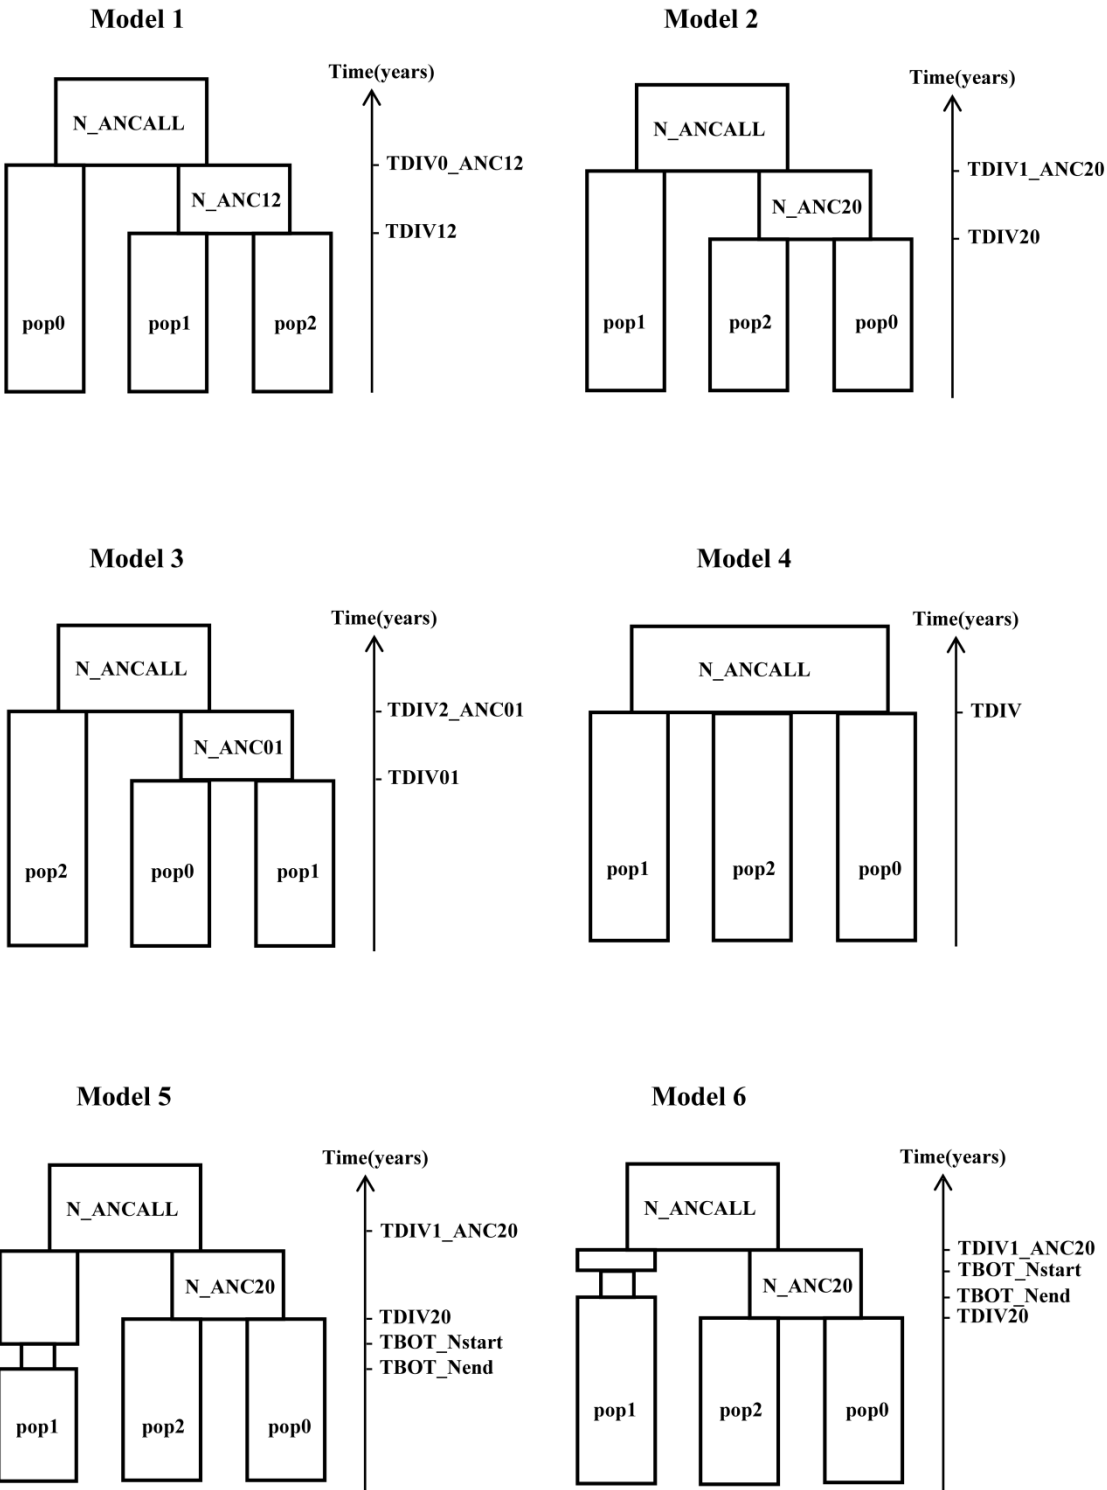 Model 1
Time(years)
N_ANCALL
TDIV0_ANC12
N_ANC12
TDIV12
pop0
pop1
pop2
Model 2
Time(years)
N_ANCALL
TDIV1_ANC20
N_ANC20
TDIV20
pop1
pop2
pop0
Model 3
Time(years)
N_ANCALL
TDIV2_ANC01
N_ANC01
TDIV01
pop2
pop0
pop1
Model 4
Time(years)
N_ANCALL
TDIV
pop1
pop2
pop0
Model 5
Time(years)
N_ANCALL
TDIV1_ANC20
N_ANC20
TDIV20
TBOT_Nstart
TBOT_Nend
pop1
pop2
pop0
Model 6
Time(years)
N_ANCALL
TDIV1_ANC20
TBOT_Nstart
N_ANC20
TBOT_Nend
TDIV20
pop1
pop2
pop0